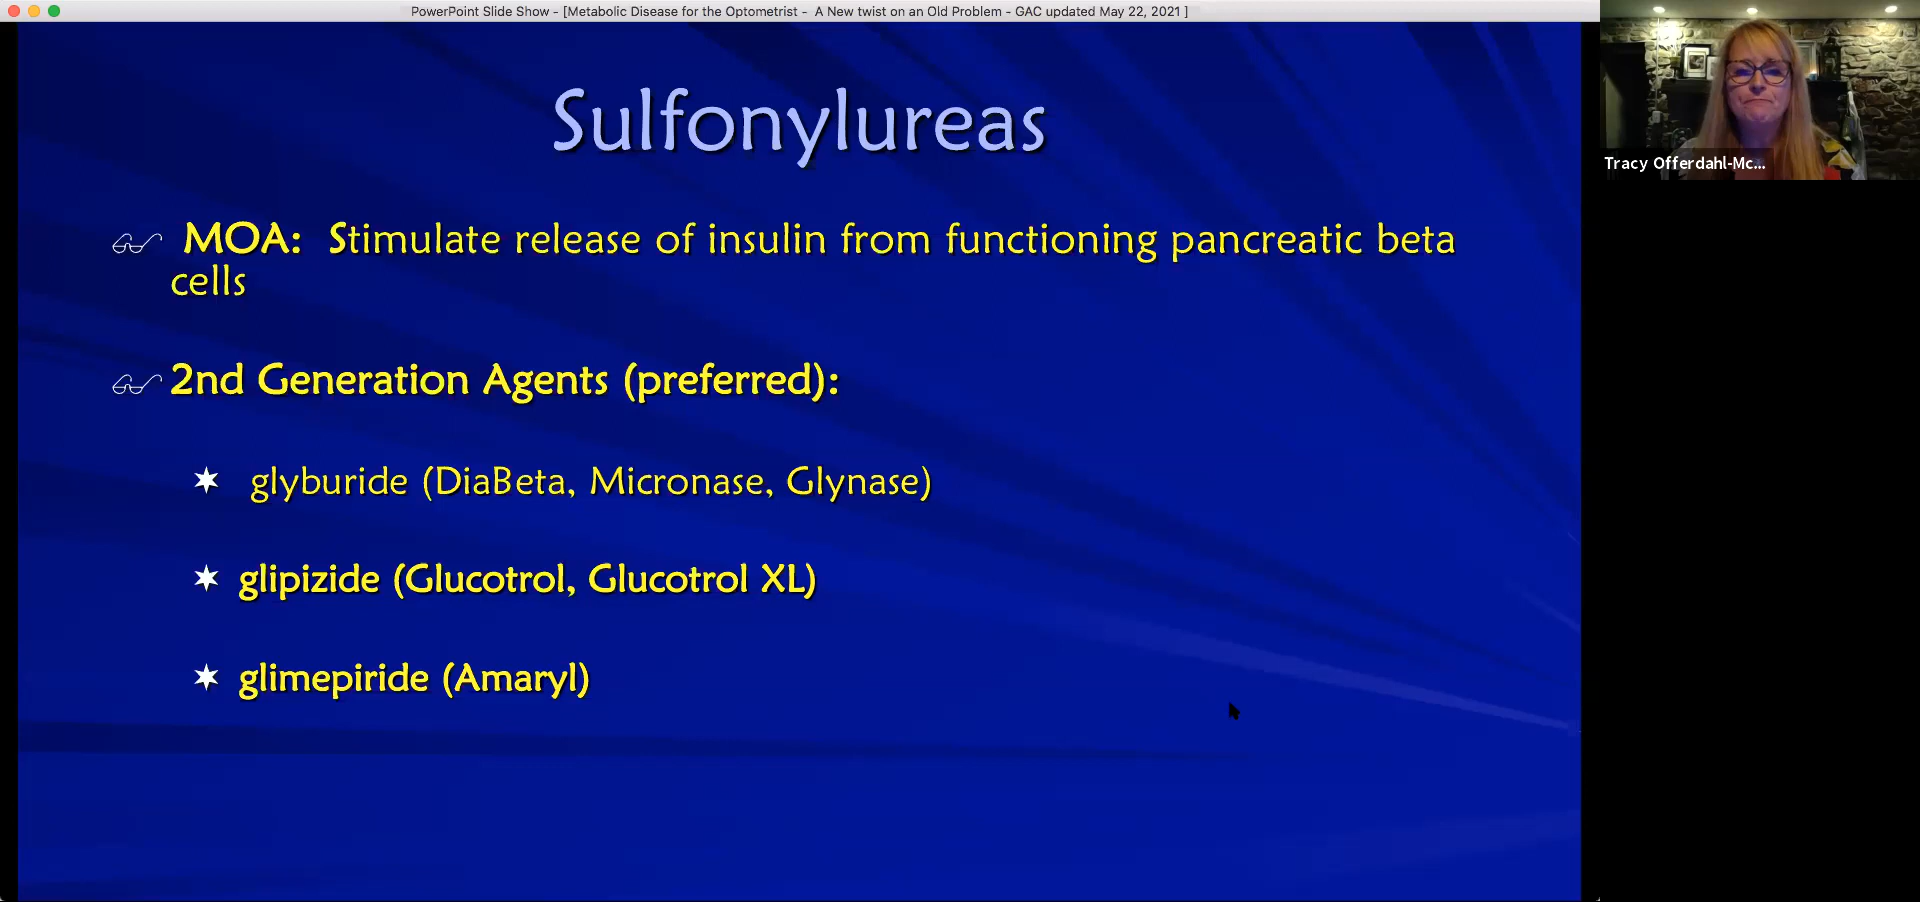 PowerPoint Slide Show - [Metabolic Disease for the Optometrist - A New twist on an Old Problem - GAC updated May 22, 2021 ]
Sulfonylureas
MOA: Stimulate release of insulin from functioning pancreatic beta
cells
2nd Generation Agents (preferred):
glyburide (DiaBeta, Micronase, Glynase)
glipizide (Glucotrol, Glucotrol XL)
glimepiride (Amaryl)
Tracy Offerdahl-Mc...